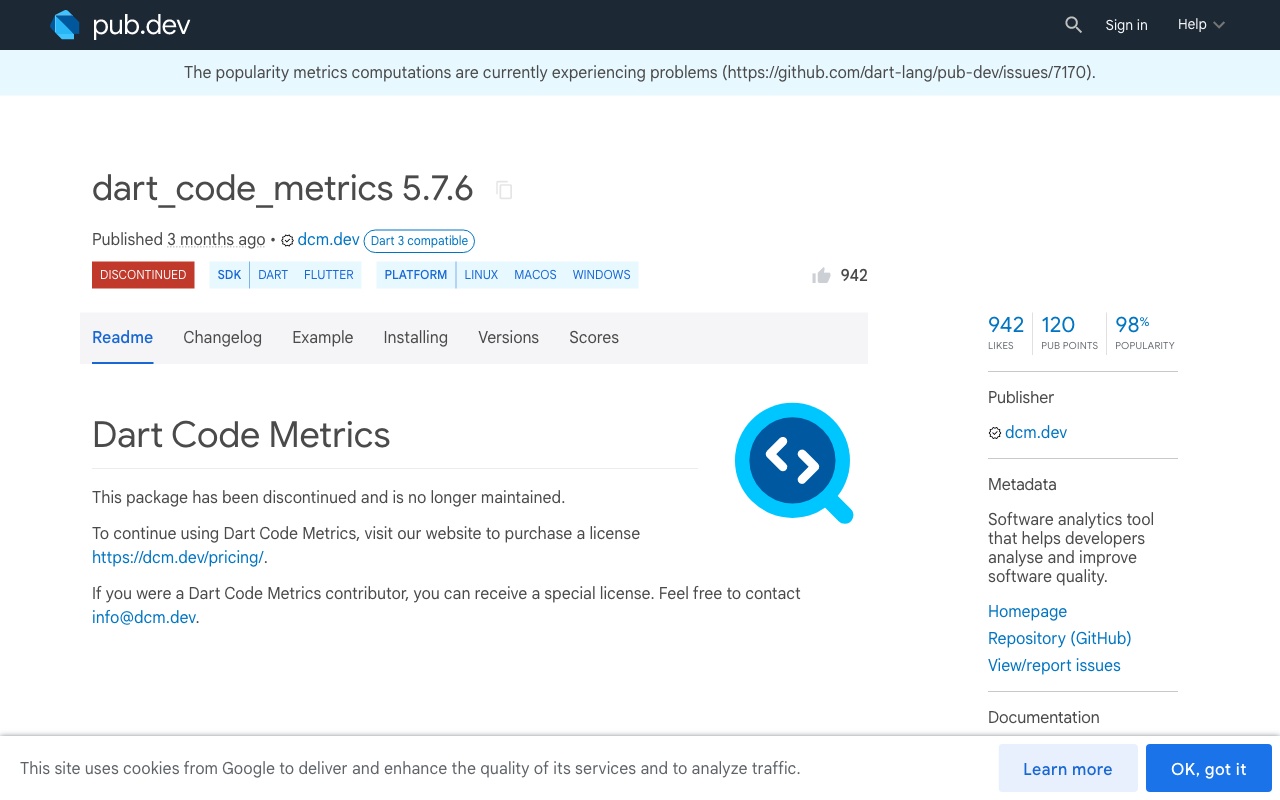 pub.dev
Sign in
Help
The popularity metrics computations are currently experiencing problems (https://github.com/dart-lang/pub-dev/issues/7170).
dart_code_metrics 5.7.6
Published 3 months ago • dcm.dev Dart 3 compatible
DISCONTINUED SDK DART FLUTTER PLATFORM LINUX MACOS WINDOWS
942
Readme Changelog Example Installing Versions Scores
Dart Code Metrics
This package has been discontinued and is no longer maintained.
To continue using Dart Code Metrics, visit our website to purchase a license
https://dcm.dev/pricing/.
If you were a Dart Code Metrics contributor, you can receive a special license. Feel free to contact
info@dcm.dev.
942 120 98%
LIKES PUB POINTS POPULARITY
Publisher
dcm.dev
Metadata
Software analytics tool
that helps developers
analyse and improve
software quality.
Homepage
Repository (GitHub)
View/report issues
Documentation
This site uses cookies from Google to deliver and enhance the quality of its services and to analyze traffic.
Learn more
OK, got it